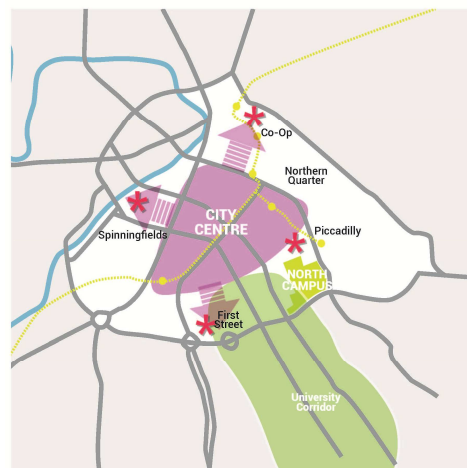 Co-Op
Northern
Quarter
CITY
CENTRE
Spinningfields
Piccadilly
NORTH
CAMPUS
First
Street
University
Corridor